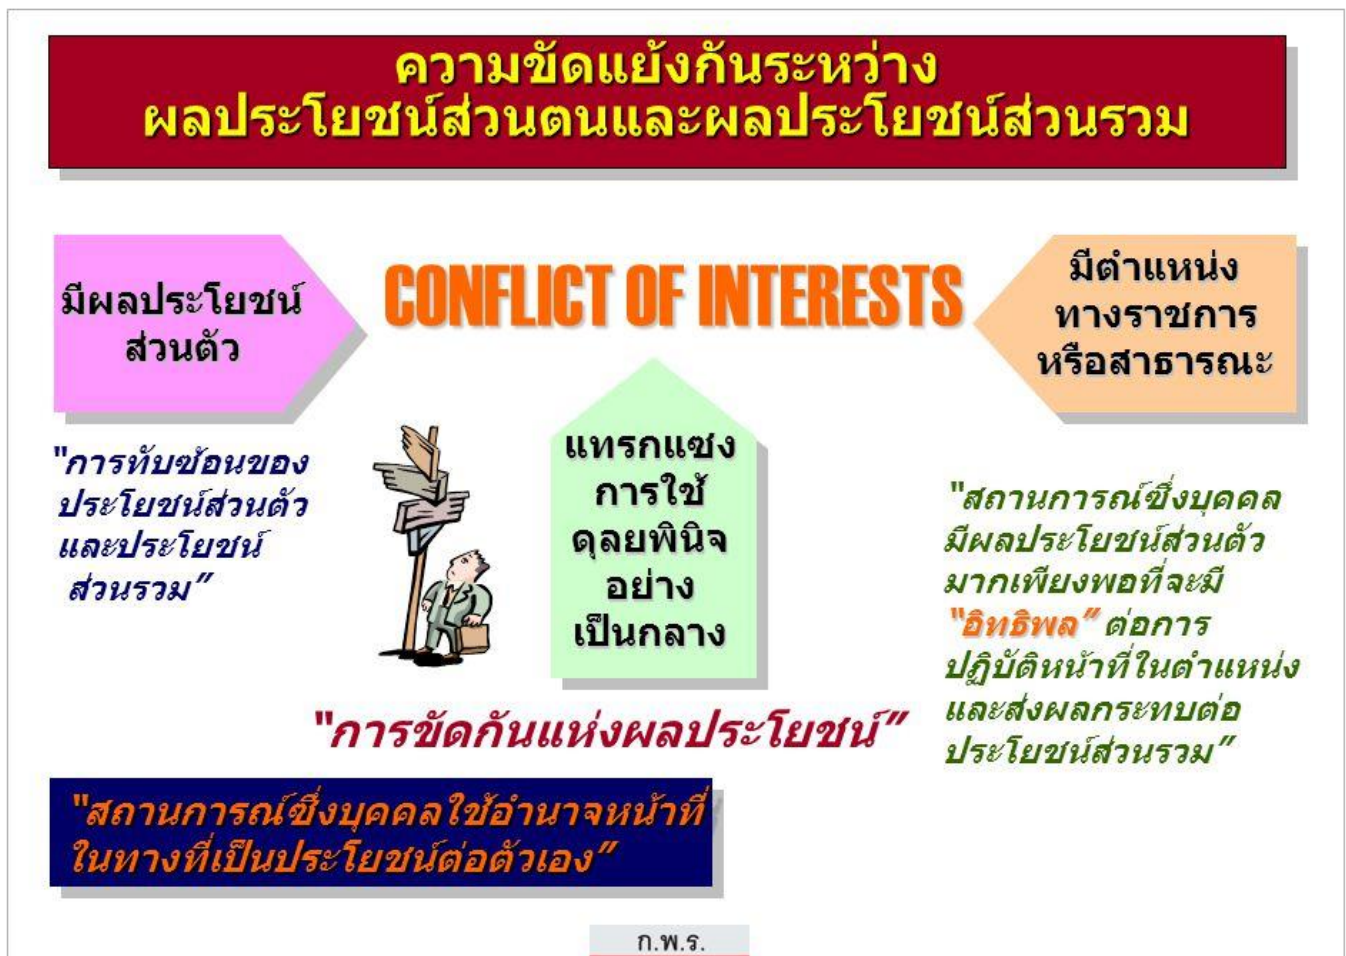 ความขัดแย้งกันระหว่าง
ผลประโยชน์ส่วนตนและผลประโยชน์ส่วนรวม
มีผลประโยชน์
ส่วนตัว
CONFLICT OF INTERESTS
มีตำแหน่ง
ทางราชการ
หรือสาธารณะ
"การทับซ้อนของ
ประโยชน์ส่วนตัว
และประโยชน์
ส่วนรวม"
แทรกแซง
การใช้
ดุลยพินิจ
อย่าง
เป็นกลาง
"สถานการณ์ซึ่งบุคคล
มีผลประโยชน์ส่วนตัว
มากเพียงพอที่จะมี
"อิทธิพล" ต่อการ
ปฏิบัติหน้าที่ในตำแหน่ง
และส่งผลกระทบต่อ
ประโยชน์ส่วนรวม"
"การขัดกันแห่งผลประโยชน์"
"สถานการณ์ซึ่งบุคคลใช้อำนาจหน้าที่
ในทางที่เป็นประโยชน์ต่อตัวเอง"
ก.พ.ร.